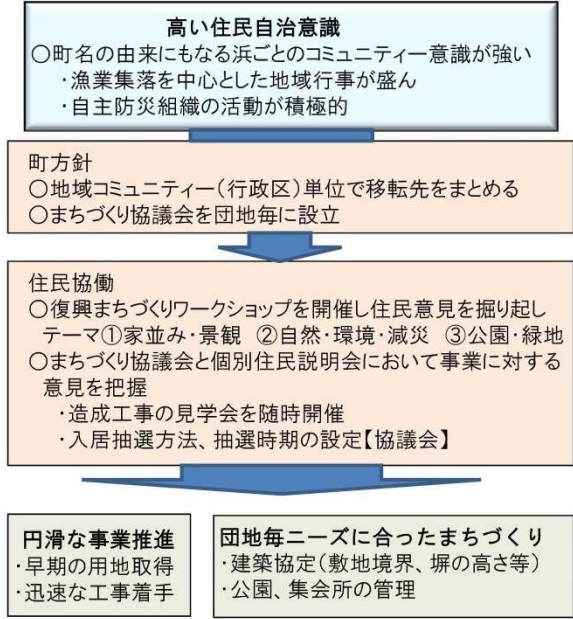 高い住民自治意識
〇町名の由来にもなる浜ごとのコミュニティー意識が強い
・漁業集落を中心とした地域行事が盛ん
・自主防災組織の活動が積極的
町方針
〇地域コミュニティー(行政区)単位で移転先をまとめる
〇まちづくり協議会を団地毎に設立
住民協働
〇復興まちづくりワークショップを開催し住民意見を掘り起し
テーマ①家並み・景観 ②自然・環境・減災 ③公園・緑地
〇まちづくり協議会と個別住民説明会において事業に対する
意見を把握
・造成工事の見学会を随時開催
・入居抽選方法、抽選時期の設定【協議会】
円滑な事業推進
・早期の用地取得
・迅速な工事着手
団地毎ニーズに合ったまちづくり
・建築協定(敷地境界、塀の高さ等)
・公園、集会所の管理